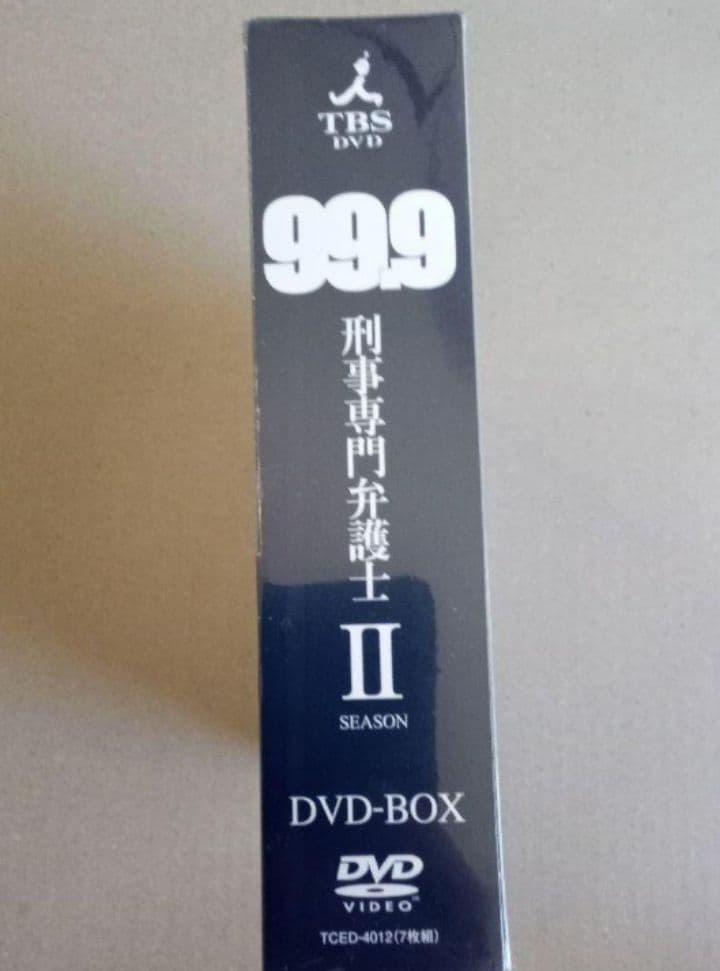 TBS
DVD
99.9
刑事専門弁護士
II
SEASON
DVD-BOX
DVD
VIDEO™
TCED-4012(7枚組)